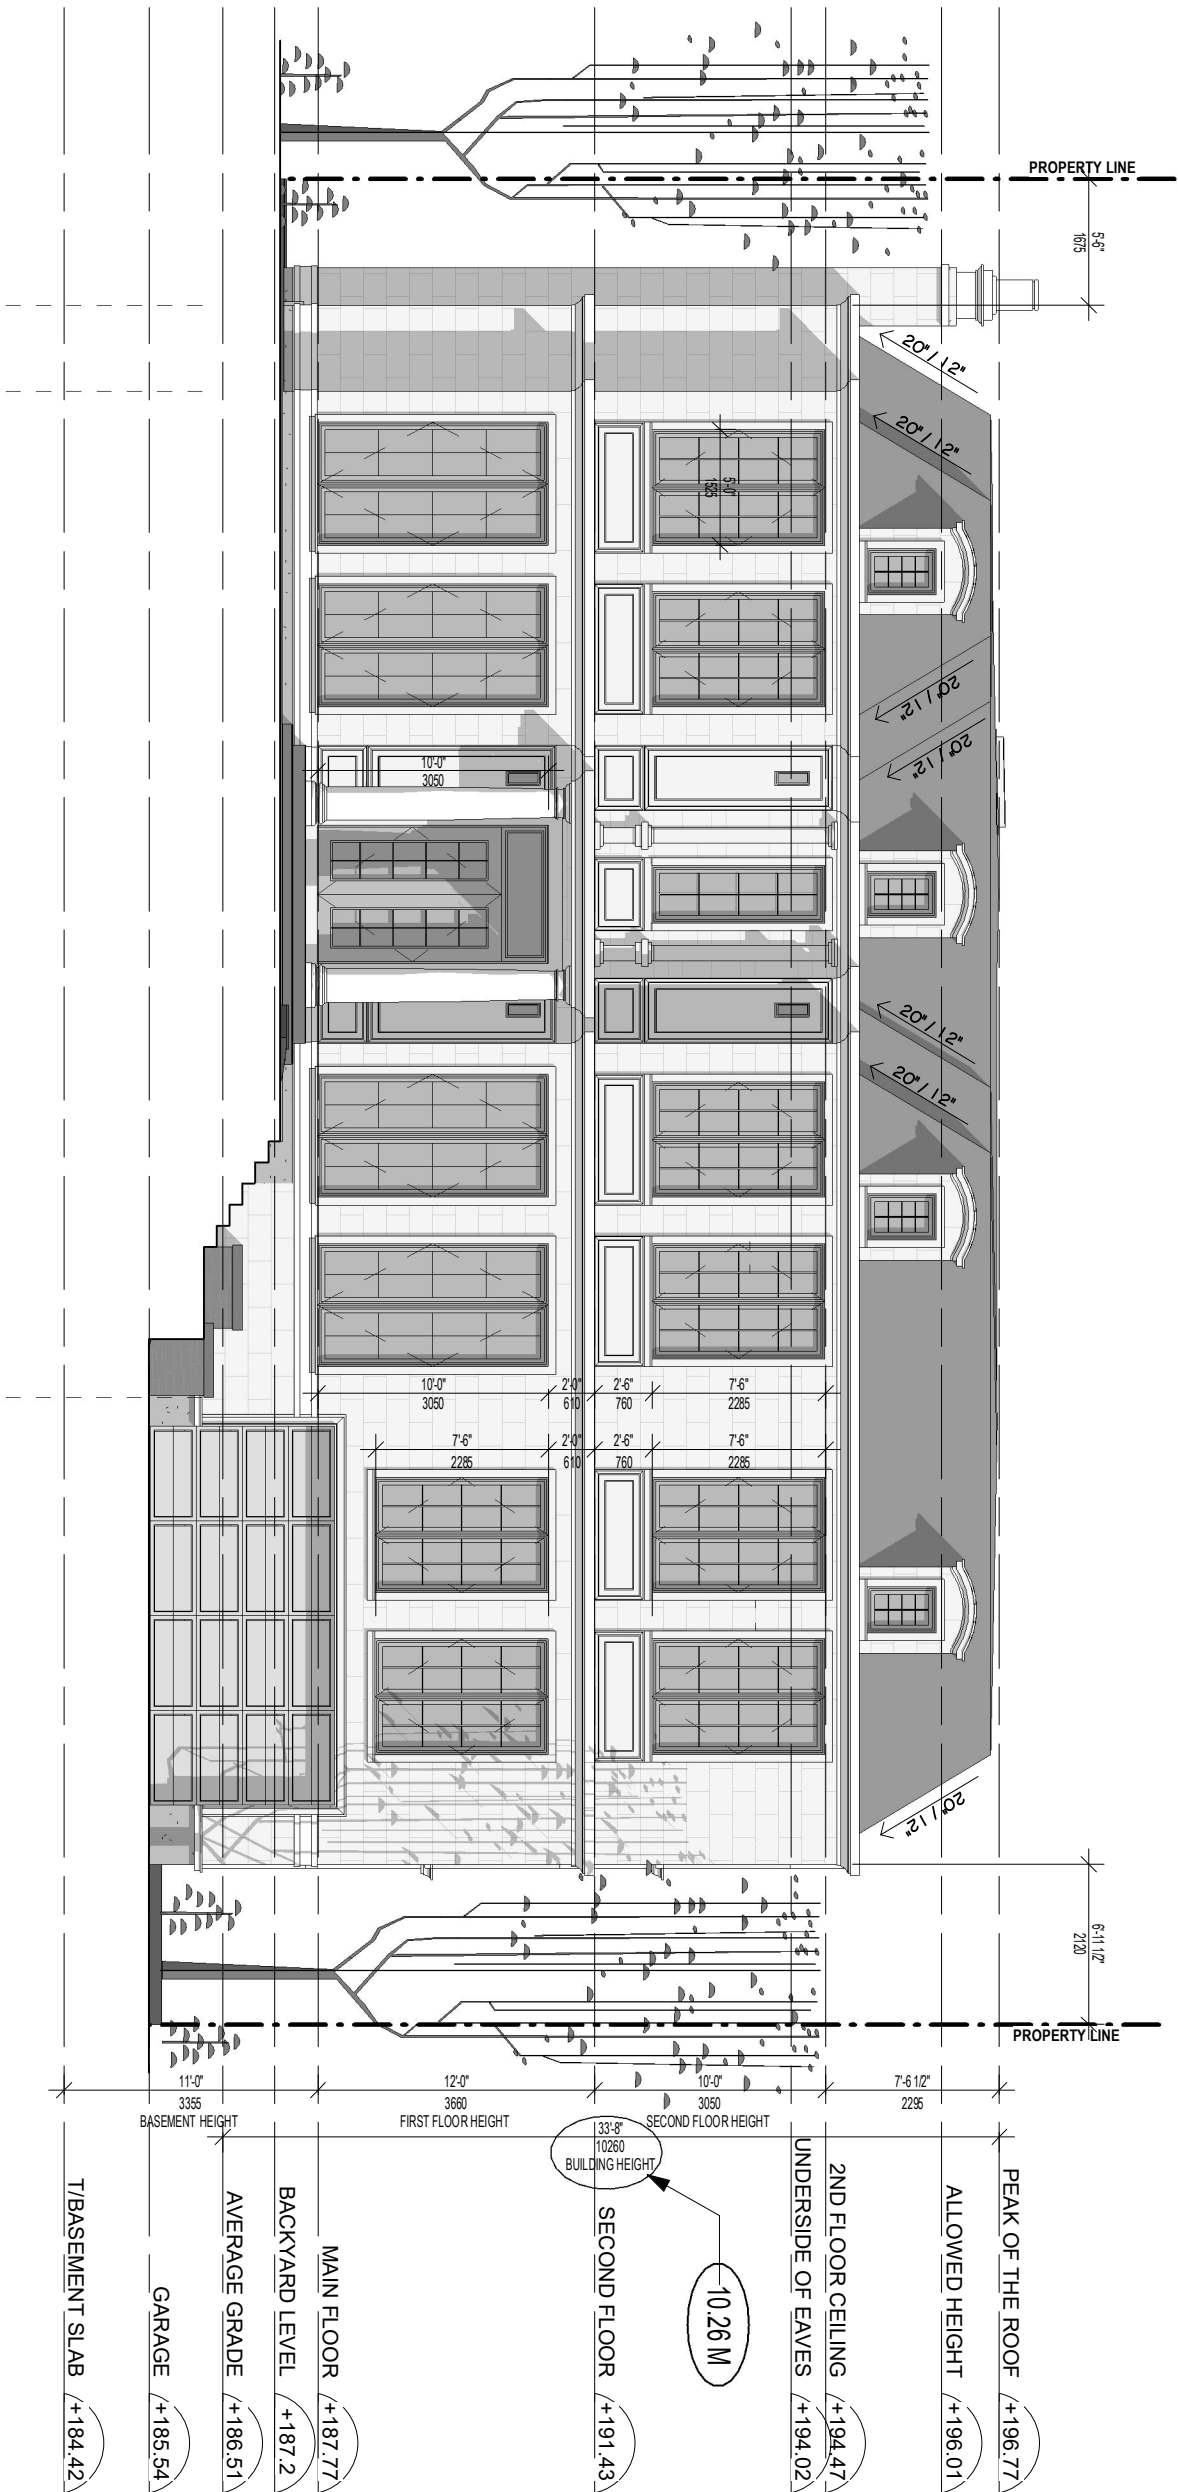 PROPERTY LINE
5'-6"
1675
20" / 12"
20" / 12"
20" / 12"
20" / 12"
20" / 12"
20" / 12"
20" / 12"
5'-0"
1525
10'-0"
3050
10'-0"
3050
2'-0"
610
2'-6"
760
7'-6"
2285
7'-6"
2285
2'-0"
610
2'-6"
760
7'-6"
2285
6'-11 1/2"
2120
PROPERTY LINE
11'-0"
3355
BASEMENT HEIGHT
12'-0"
3660
FIRST FLOOR HEIGHT
10'-0"
3050
SECOND FLOOR HEIGHT
7'-6 1/2"
2295
33'-8"
10260
BUILDING HEIGHT
10.26 M
PEAK OF THE ROOF +196.77
ALLOWED HEIGHT +196.01
2ND FLOOR CEILING +194.47
UNDERSIDE OF EAVES +194.02
SECOND FLOOR +191.43
MAIN FLOOR +187.77
BACKYARD LEVEL +187.2
AVERAGE GRADE +186.51
GARAGE +185.54
T/BASEMENT SLAB +184.42